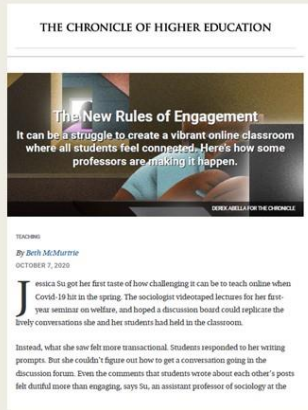 THE CHRONICLE OF HIGHER EDUCATION
The New Rules of Engagement
It can be a struggle to create a vibrant online classroom
where all students feel connected. Here's how some
professors are making it happen.
DEREK ABELLA FOR THE CHRONICLE
TEACHING
By Beth McMurtrie
OCTOBER 7, 2020
Jessica Su got her first taste of how challenging it can be to teach online when
Covid-19 hit in the spring. The sociologist videotaped lectures for her first-
year seminar on welfare, and hoped a discussion board could replicate the
lively conversations she and her students had held in the classroom.
Instead, what she saw felt more transactional. Students responded to her writing
prompts. But she couldn't figure out how to get a conversation going in the
discussion forum. Even the comments that students wrote about each other's posts
felt dutiful more than engaging, says Su, an assistant professor of sociology at the